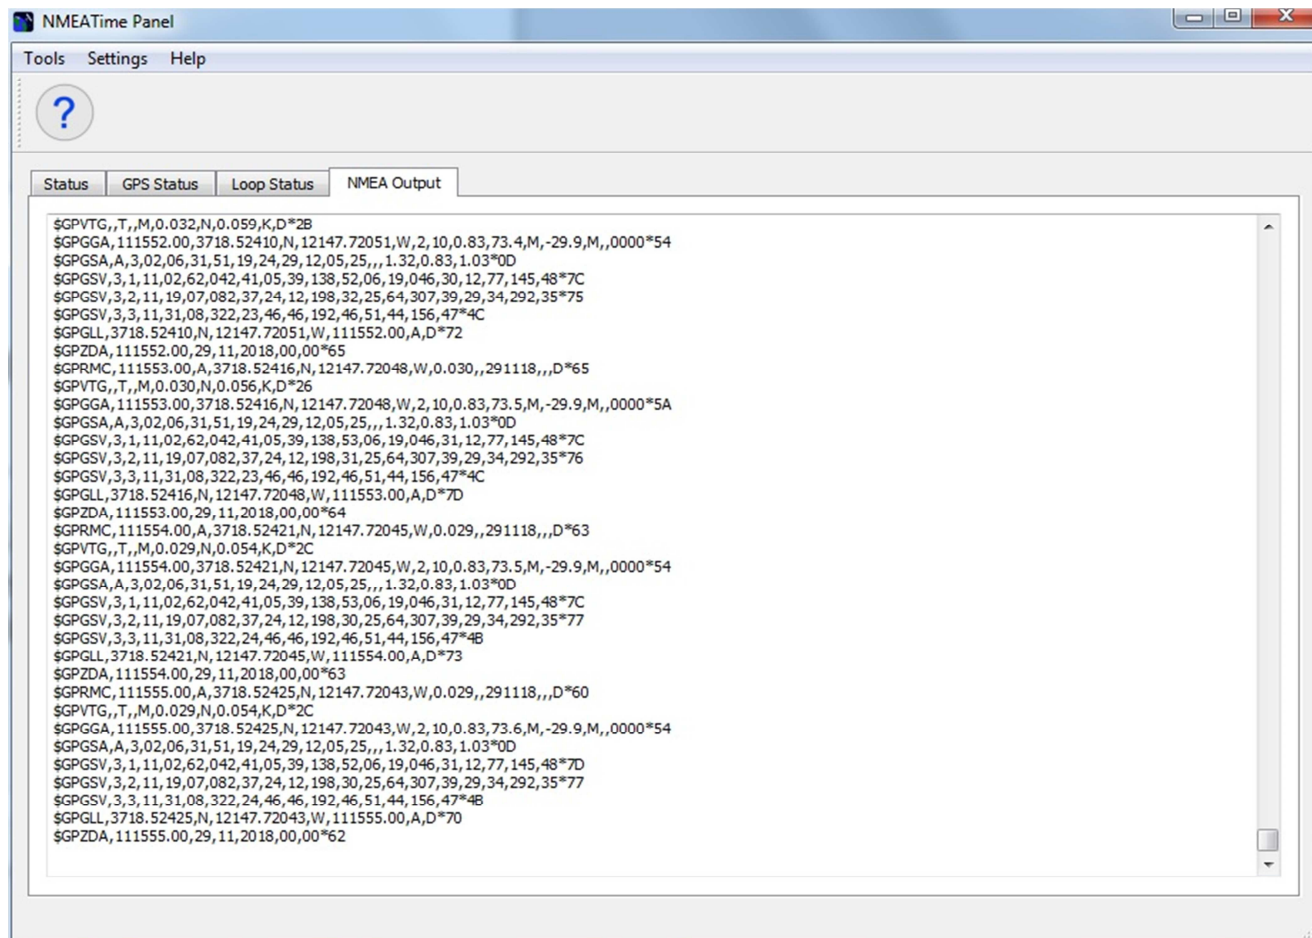 NMEATime Panel
Tools Settings Help
?
Status GPS Status Loop Status NMEA Output
$GPVTG,,T,,M,0.032,N,0.059,K,D*2B
$GPGGA,111552.00,3718.52410,N,12147.72051,W,2,10,0.83,73.4,M,-29.9,M,,0000*54
$GPGSA,A,3,02,06,31,51,19,24,29,12,05,25,,,1.32,0.83,1.03*0D
$GPGSV,3,1,11,02,62,042,41,05,39,138,52,06,19,046,30,12,77,145,48*7C
$GPGSV,3,2,11,19,07,082,37,24,12,198,32,25,64,307,39,29,34,292,35*75
$GPGSV,3,3,11,31,08,322,23,46,46,192,46,51,44,156,47*4C
$GPGLL,3718.52410,N,12147.72051,W,111552.00,A,D*72
$GPZDA,111552.00,29,11,2018,00,00*65
$GPRMC,111553.00,A,3718.52416,N,12147.72048,W,0.030,,291118,,,D*65
$GPVTG,,T,,M,0.030,N,0.056,K,D*26
$GPGGA,111553.00,3718.52416,N,12147.72048,W,2,10,0.83,73.5,M,-29.9,M,,0000*5A
$GPGSA,A,3,02,06,31,51,19,24,29,12,05,25,,,1.32,0.83,1.03*0D
$GPGSV,3,1,11,02,62,042,41,05,39,138,53,06,19,046,31,12,77,145,48*7C
$GPGSV,3,2,11,19,07,082,37,24,12,198,31,25,64,307,39,29,34,292,35*76
$GPGSV,3,3,11,31,08,322,23,46,46,192,46,51,44,156,47*4C
$GPGLL,3718.52416,N,12147.72048,W,111553.00,A,D*7D
$GPZDA,111553.00,29,11,2018,00,00*64
$GPRMC,111554.00,A,3718.52421,N,12147.72045,W,0.029,,291118,,,D*63
$GPVTG,,T,,M,0.029,N,0.054,K,D*2C
$GPGGA,111554.00,3718.52421,N,12147.72045,W,2,10,0.83,73.5,M,-29.9,M,,0000*54
$GPGSA,A,3,02,06,31,51,19,24,29,12,05,25,,,1.32,0.83,1.03*0D
$GPGSV,3,1,11,02,62,042,41,05,39,138,53,06,19,046,31,12,77,145,48*7C
$GPGSV,3,2,11,19,07,082,37,24,12,198,30,25,64,307,39,29,34,292,35*77
$GPGSV,3,3,11,31,08,322,24,46,46,192,46,51,44,156,47*4B
$GPGLL,3718.52421,N,12147.72045,W,111554.00,A,D*73
$GPZDA,111554.00,29,11,2018,00,00*63
$GPRMC,111555.00,A,3718.52425,N,12147.72043,W,0.029,,291118,,,D*60
$GPVTG,,T,,M,0.029,N,0.054,K,D*2C
$GPGGA,111555.00,3718.52425,N,12147.72043,W,2,10,0.83,73.6,M,-29.9,M,,0000*54
$GPGSA,A,3,02,06,31,51,19,24,29,12,05,25,,,1.32,0.83,1.03*0D
$GPGSV,3,1,11,02,62,042,41,05,39,138,52,06,19,046,31,12,77,145,48*7D
$GPGSV,3,2,11,19,07,082,37,24,12,198,30,25,64,307,39,29,34,292,35*77
$GPGSV,3,3,11,31,08,322,24,46,46,192,46,51,44,156,47*4B
$GPGLL,3718.52425,N,12147.72043,W,111555.00,A,D*70
$GPZDA,111555.00,29,11,2018,00,00*62